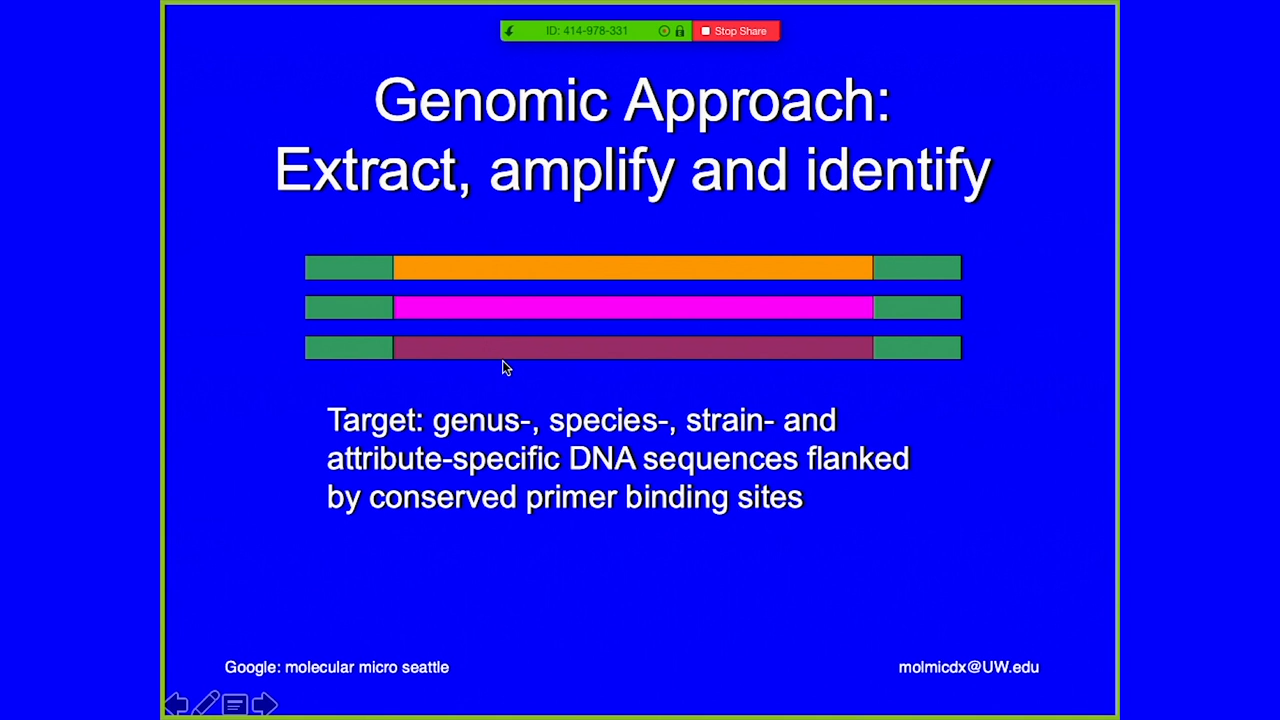 ID: 414-978-331
Stop Share
Genomic Approach:
Extract, amplify and identify
Target: genus-, species-, strain- and
attribute-specific DNA sequences flanked
by conserved primer binding sites
Google: molecular micro seattle
molmicdx@UW.edu